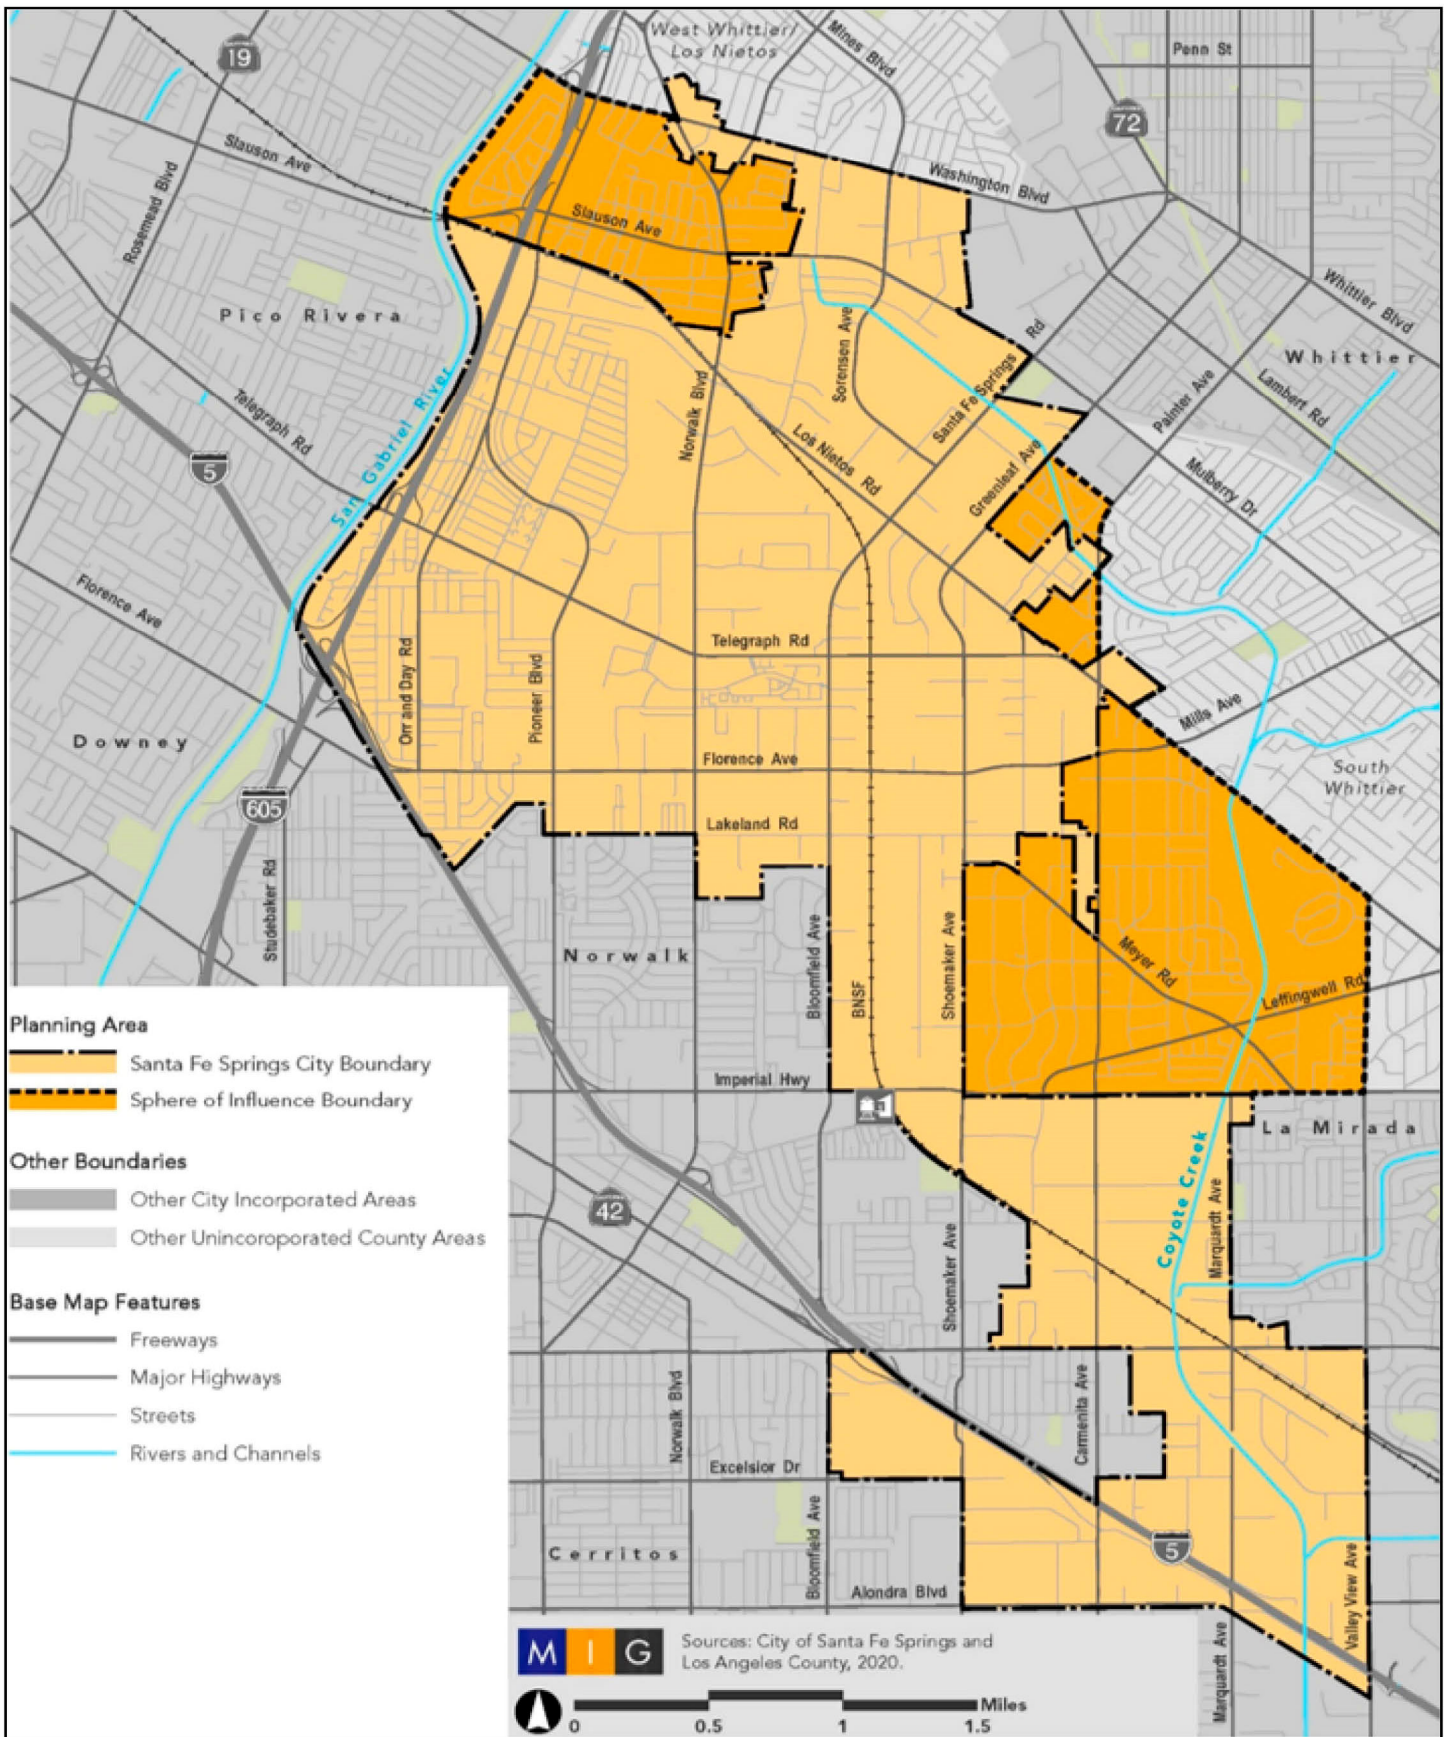 West Whittier/
Los Nietos
Mines Blvd
Penn St
19
72
Slauson Ave
Rosemead Blvd
Washington Blvd
Slauson Ave
Whittier Blvd
Pico Rivera
Sorensen Ave
Santa Fe Springs Rd
Whittier
Lambert Rd
Painter Ave
Telegraph Rd
San Gabriel River
Norwalk Blvd
Los Nietos Rd
Greenleaf Ave
Mulberry Dr
5
Florence Ave
Telegraph Rd
Orr and Day Rd
Pioneer Blvd
Mills Ave
Downey
Florence Ave
South
Whittier
605
Lakeland Rd
Studebaker Rd
Norwalk
Bloomfield Ave
BNSF
Shoemaker Ave
Meyer Rd
Leffingwell Rd
Imperial Hwy
La Mirada
Planning Area
Santa Fe Springs City Boundary
Sphere of Influence Boundary
Other Boundaries
Other City Incorporated Areas
Other Unincoroporated County Areas
Base Map Features
Freeways
Major Highways
Streets
Rivers and Channels
42
Coyote Creek
Marquardt Ave
Shoemaker Ave
Norwalk Blvd
Carmenita Ave
Excelsior Dr
Bloomfield Ave
Cerritos
5
Alondra Blvd
Valley View Ave
Marquardt Ave
M I G
Sources: City of Santa Fe Springs and
Los Angeles County, 2020.
Miles
0 0.5 1 1.5